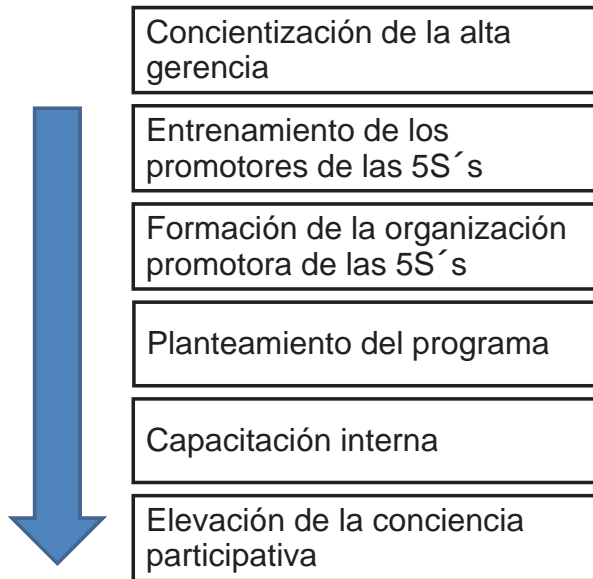 Concientización de la alta
gerencia
Entrenamiento de los
promotores de las 5S´s
Formación de la organización
promotora de las 5S´s
Planteamiento del programa
Capacitación interna
Elevación de la conciencia
participativa